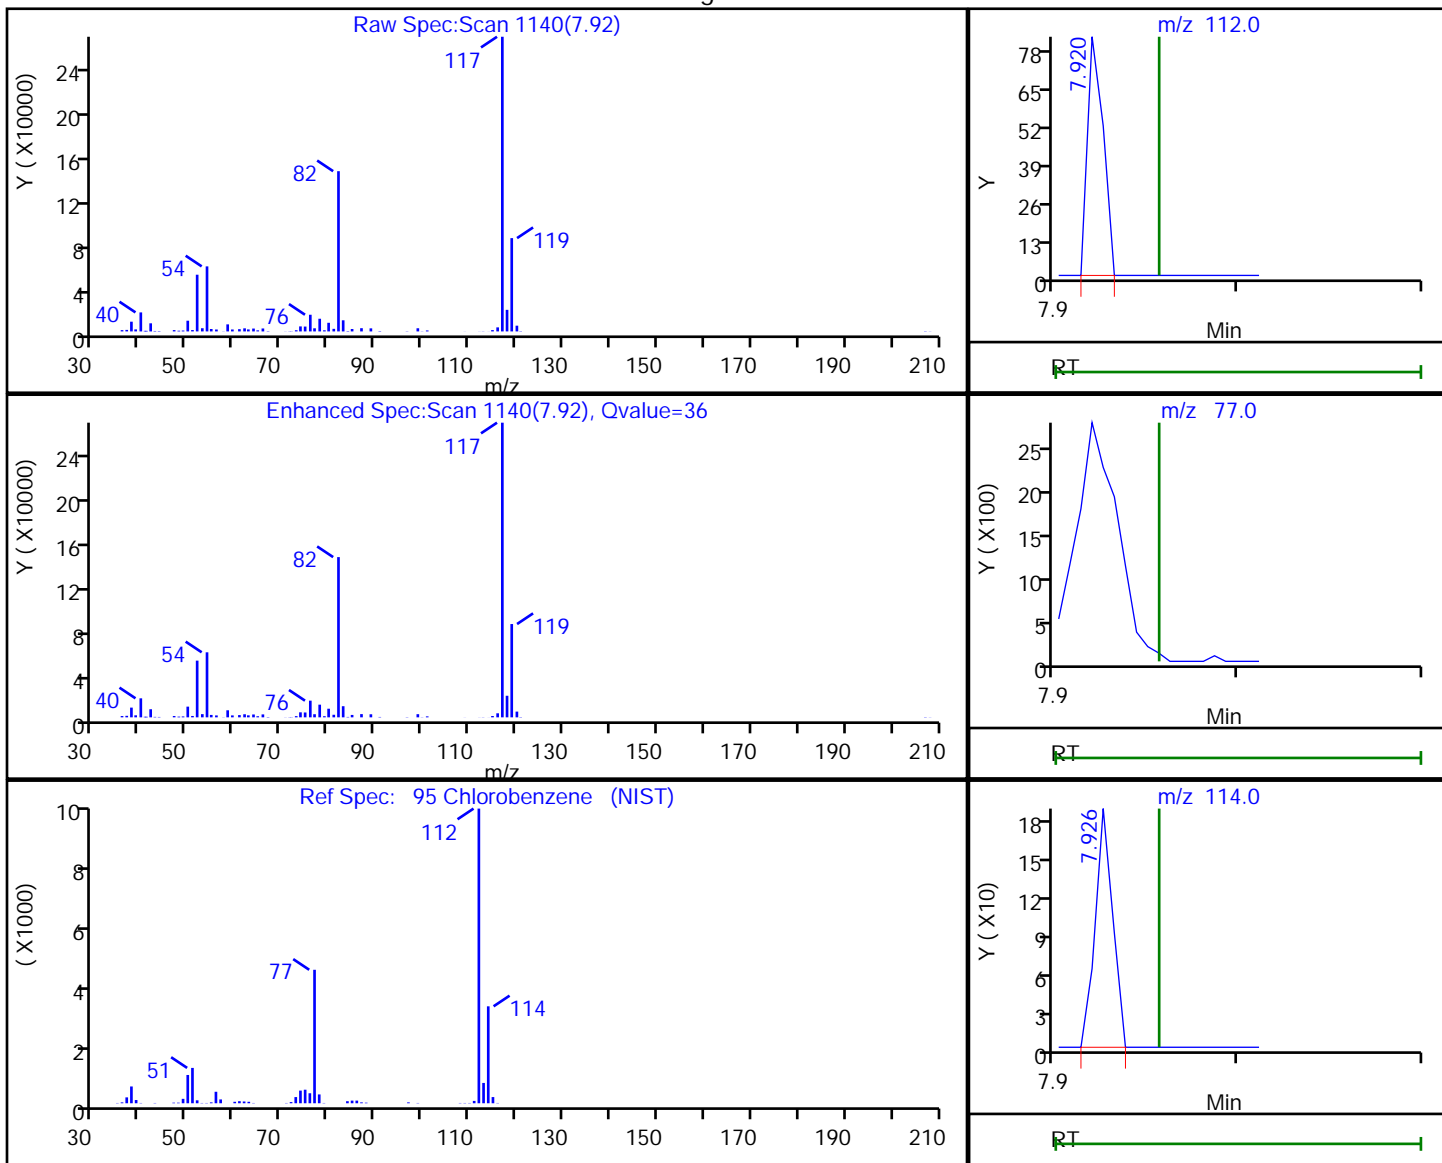 Raw Spec:Scan 1140(7.92)
Y ( X10000)
24
20
16
12
8
4
0
117
82
119
54
40
76
30 50 70 90 110 130 150 170 190 210
m/z
m/z 112.0
Y
78
65
52
39
26
13
0
7.920
7.9
Min
RT
Enhanced Spec:Scan 1140(7.92), Qvalue=36
Y ( X10000)
24
20
16
12
8
4
0
117
82
119
54
40
76
30 50 70 90 110 130 150 170 190 210
m/z
m/z 77.0
Y ( X100)
25
20
15
10
5
0
7.9
Min
RT
Ref Spec: 95 Chlorobenzene (NIST)
( X1000)
10
8
6
4
2
0
112
77
114
51
30 50 70 90 110 130 150 170 190 210
m/z 114.0
Y ( X10)
18
15
12
9
6
3
0
7.926
7.9
Min
RT